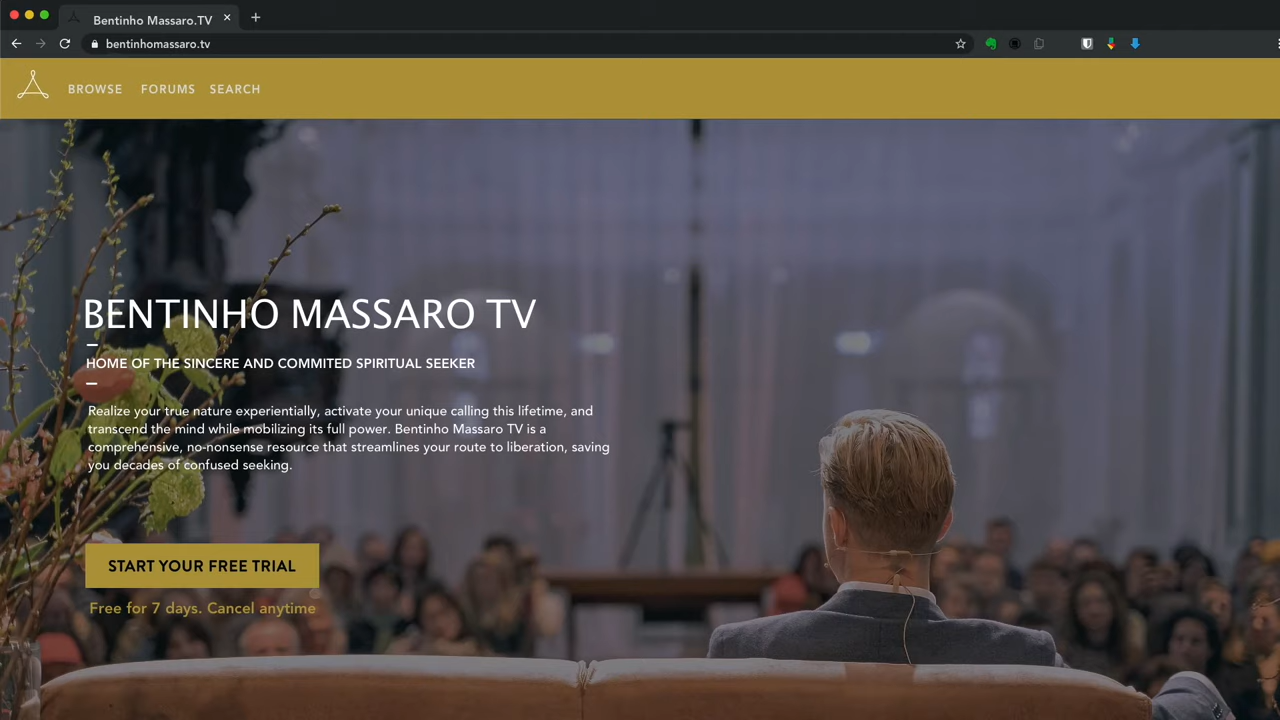 Bentinho Massaro.TV
bentinhomassaro.tv
BROWSE FORUMS SEARCH
BENTINHO MASSARO TV
HOME OF THE SINCERE AND COMMITED SPIRITUAL SEEKER
Realize your true nature experientially, activate your unique calling this lifetime, and
transcend the mind while mobilizing its full power. Bentinho Massaro TV is a
comprehensive, no-nonsense resource that streamlines your route to liberation, saving
you decades of confused seeking.
START YOUR FREE TRIAL
Free for 7 days. Cancel anytime